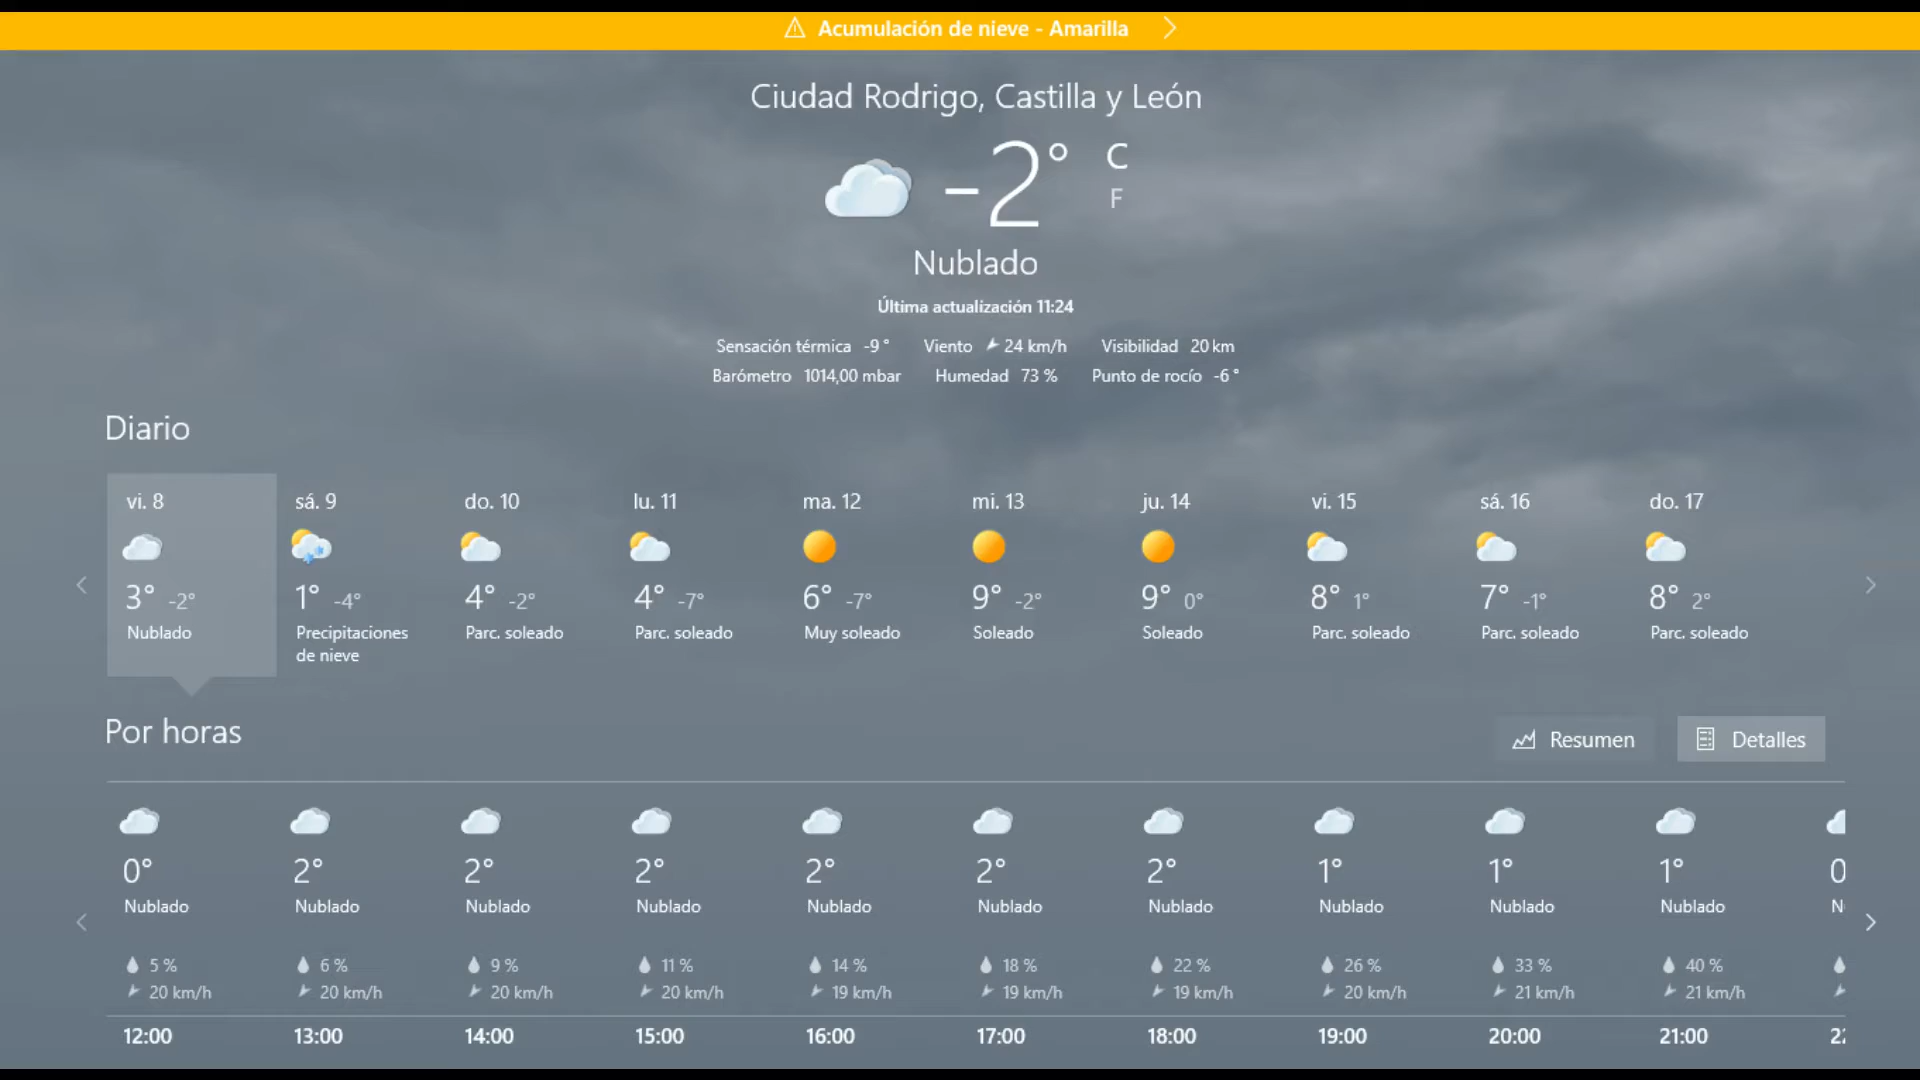 Acumulación de nieve - Amarilla
Ciudad Rodrigo, Castilla y León
-2° C
F
Nublado
Última actualización 11:24
Sensación térmica -9° Viento 24 km/h Visibilidad 20 km
Barómetro 1014,00 mbar Humedad 73 % Punto de rocío -6°
Diario
vi. 8 sá. 9 do. 10 lu. 11 ma. 12 mi. 13 ju. 14 vi. 15 sá. 16 do. 17
3° -2° 1° -4° 4° -2° 4° -7° 6° -7° 9° -2° 9° 0° 8° 1° 7° -1° 8° 2°
Nublado Precipitaciones Parc. soleado Parc. soleado Muy soleado Soleado Soleado Parc. soleado Parc. soleado Parc. soleado
de nieve
Por horas Resumen Detalles
0° 2° 2° 2° 2° 2° 2° 1° 1° 1° 0
Nublado Nublado Nublado Nublado Nublado Nublado Nublado Nublado Nublado Nublado
5 % 6 % 9 % 11 % 14 % 18 % 22 % 26 % 33 % 40 %
20 km/h 20 km/h 20 km/h 20 km/h 19 km/h 19 km/h 19 km/h 20 km/h 21 km/h 21 km/h
12:00 13:00 14:00 15:00 16:00 17:00 18:00 19:00 20:00 21:00